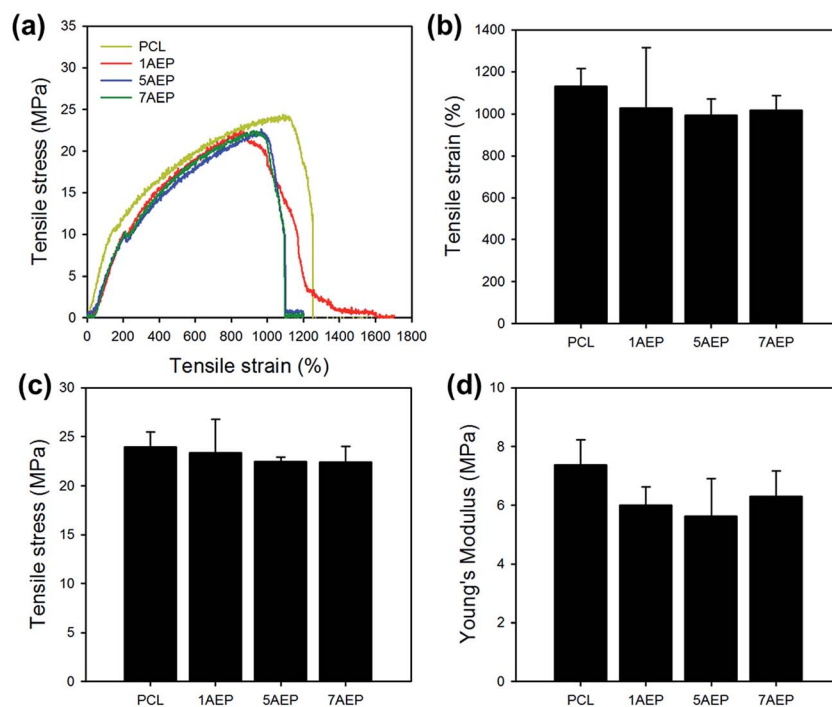 (a)
35
30
25
20
15
10
5
0
Tensile stress (MPa)
PCL
1AEP
5AEP
7AEP
0 200 400 600 800 1000 1200 1400 1600 1800
Tensile strain (%)
(b)
1400
1200
1000
800
600
400
200
0
Tensile strain (%)
PCL 1AEP 5AEP 7AEP
(c)
30
25
20
15
10
5
0
Tensile stress (MPa)
PCL 1AEP 5AEP 7AEP
(d)
10
8
6
4
2
0
Young's Modulus (MPa)
PCL 1AEP 5AEP 7AEP